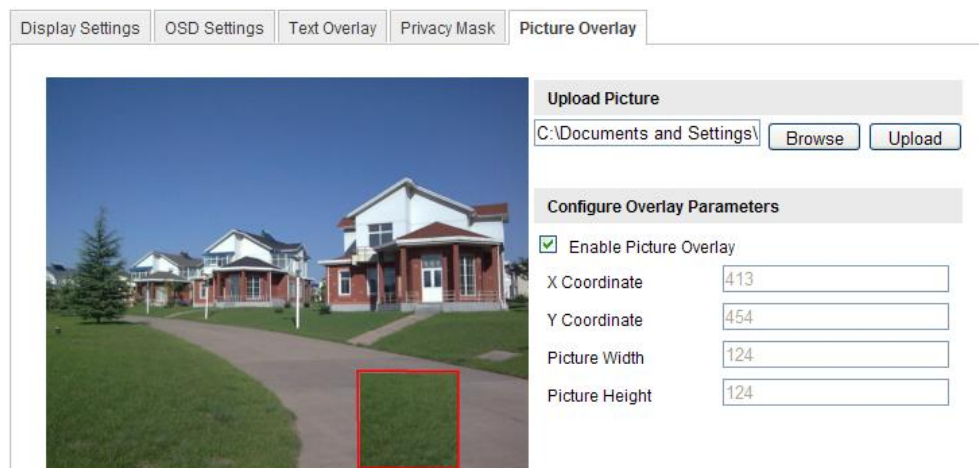 Display Settings
OSD Settings
Text Overlay
Privacy Mask
Picture Overlay
Upload Picture
C:\Documents and Settings\
Browse
Upload
Configure Overlay Parameters
Enable Picture Overlay
X Coordinate 413
Y Coordinate 454
Picture Width 124
Picture Height 124